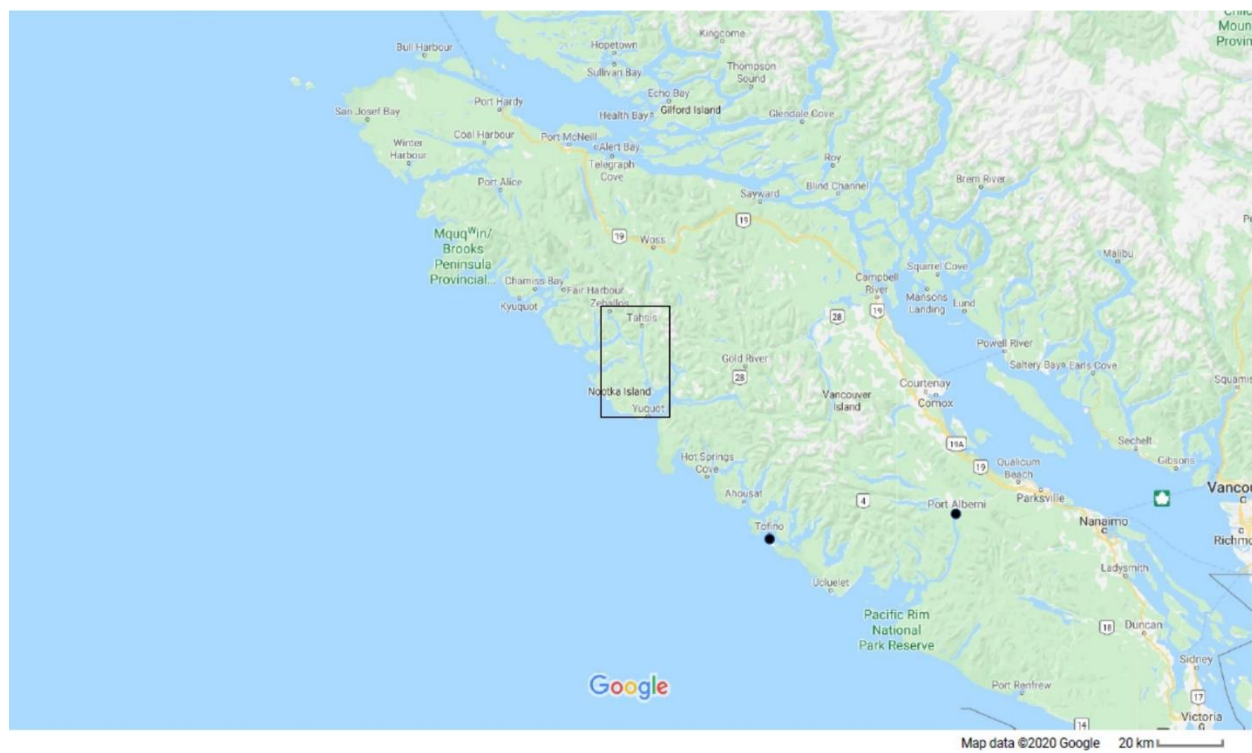 Bull Harbour
Hopetown
Kingcome
Sullivan Bay
Thompson
Sound
Echo Bay
San Josef Bay
Port Hardy
Health Bay
Gilford Island
Glendale Cove
Winter
Harbour
Coal Harbour
Port McNeill
Alert Bay
Telegraph
Cove
Roy
Port Alice
Blind Channel
Brem River
Sayward
19
19
Woss
MquqʷinꞋ/
Brooks
Peninsula
Provincial...
Malibu
Chamiss Bay
Fair Harbour
Campbell
River
Squirrel Cove
Kyuquot
Zeballos
Mansons
Landing
Lund
Tahsis
28
19
Powell River
Gold River
Saltery Bay
Earls Cove
28
Squamis
Nootka Island
Vancouver
Island
Courtenay
Comox
Yuquot
19A
Sechelt
Gibsons
Hot Springs
Cove
19
Qualicum
Beach
Parksville
Vancou
Ahousat
4
Port Alberni
Nanaimo
Richmo
Tofino
Ladysmith
Ucluelet
Pacific Rim
National
Park Reserve
18
Duncan
Sidney
Google
Port Renfrew
17
14
Victoria
Map data ©2020 Google 20 km